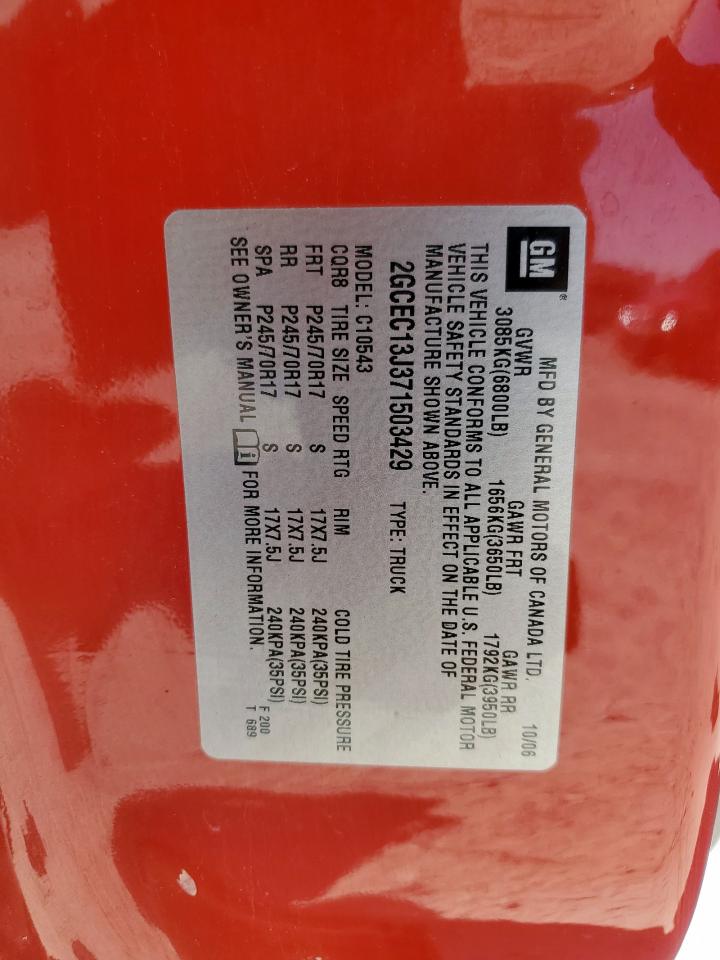 GM®
MFD BY GENERAL MOTORS OF CANADA LTD. 10/06
GVWR GAWR FRT GAWR RR
3085KG(6800LB) 1656KG(3650LB) 1792KG(3950LB)
THIS VEHICLE CONFORMS TO ALL APPLICABLE U.S. FEDERAL MOTOR
VEHICLE SAFETY STANDARDS IN EFFECT ON THE DATE OF
MANUFACTURE SHOWN ABOVE.
2GCEC13J371503429 TYPE: TRUCK
MODEL: C10543
CQR8 TIRE SIZE SPEED RTG RIM COLD TIRE PRESSURE
FRT P245/70R17 S 17X7.5J 240KPA(35PSI)
RR P245/70R17 S 17X7.5J 240KPA(35PSI)
SPA P245/70R17 S 17X7.5J 240KPA(35PSI)
SEE OWNER'S MANUAL i FOR MORE INFORMATION.
F 200
T 689